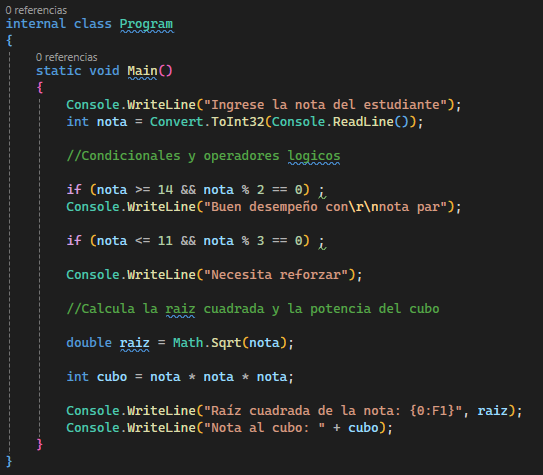 0 referencias
internal class Program
{
0 referencias
static void Main()
{
Console.WriteLine("Ingrese la nota del estudiante");
int nota = Convert.ToInt32(Console.ReadLine());
//Condicionales y operadores logicos
if (nota >= 14 && nota % 2 == 0) ;
Console.WriteLine("Buen desempeño con\r\nnota par");
if (nota <= 11 && nota % 3 == 0) ;
Console.WriteLine("Necesita reforzar");
//Calcula la raiz cuadrada y la potencia del cubo
double raiz = Math.Sqrt(nota);
int cubo = nota * nota * nota;
Console.WriteLine("Raíz cuadrada de la nota: {0:F1}", raiz);
Console.WriteLine("Nota al cubo: " + cubo);
}
}